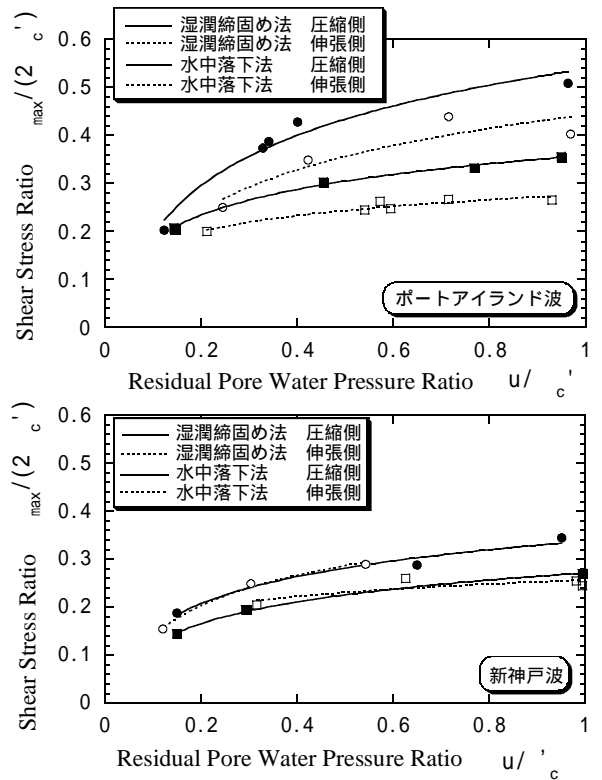 湿潤締固め法 圧縮側
湿潤締固め法 伸張側
水中落下法 圧縮側
水中落下法 伸張側
Shear Stress Ratio max/(2 c')
0.6
0.5
0.4
0.3
0.2
0.1
0
ポートアイランド波
0 0.2 0.4 0.6 0.8 1
Residual Pore Water Pressure Ratio u/ c'
湿潤締固め法 圧縮側
湿潤締固め法 伸張側
水中落下法 圧縮側
水中落下法 伸張側
Shear Stress Ratio max/(2 c')
0.6
0.5
0.4
0.3
0.2
0.1
0
新神戸波
0 0.2 0.4 0.6 0.8 1
Residual Pore Water Pressure Ratio u/ 'c